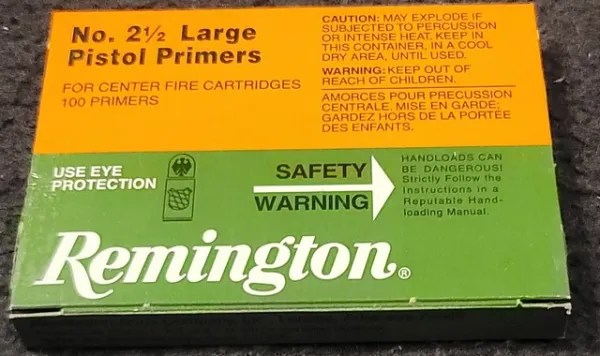 No. 2½ Large
Pistol Primers
FOR CENTER FIRE CARTRIDGES
100 PRIMERS
CAUTION: MAY EXPLODE IF
SUBJECTED TO PERCUSSION
OR INTENSE HEAT. KEEP IN
THIS CONTAINER, IN A COOL
DRY AREA, UNTIL USED.
WARNING: KEEP OUT OF
REACH OF CHILDREN.
AMORCES POUR PRECUSSION
CENTRALE, MISE EN GARDE:
GARDEZ HORS DE LA PORTÉE
DES ENFANTS.
USE EYE
PROTECTION
SAFETY
WARNING
HANDLOADS CAN
BE DANGEROUS!
Strictly Follow the
Instructions in a
Reputable Hand-
loading Manual.
Remington®